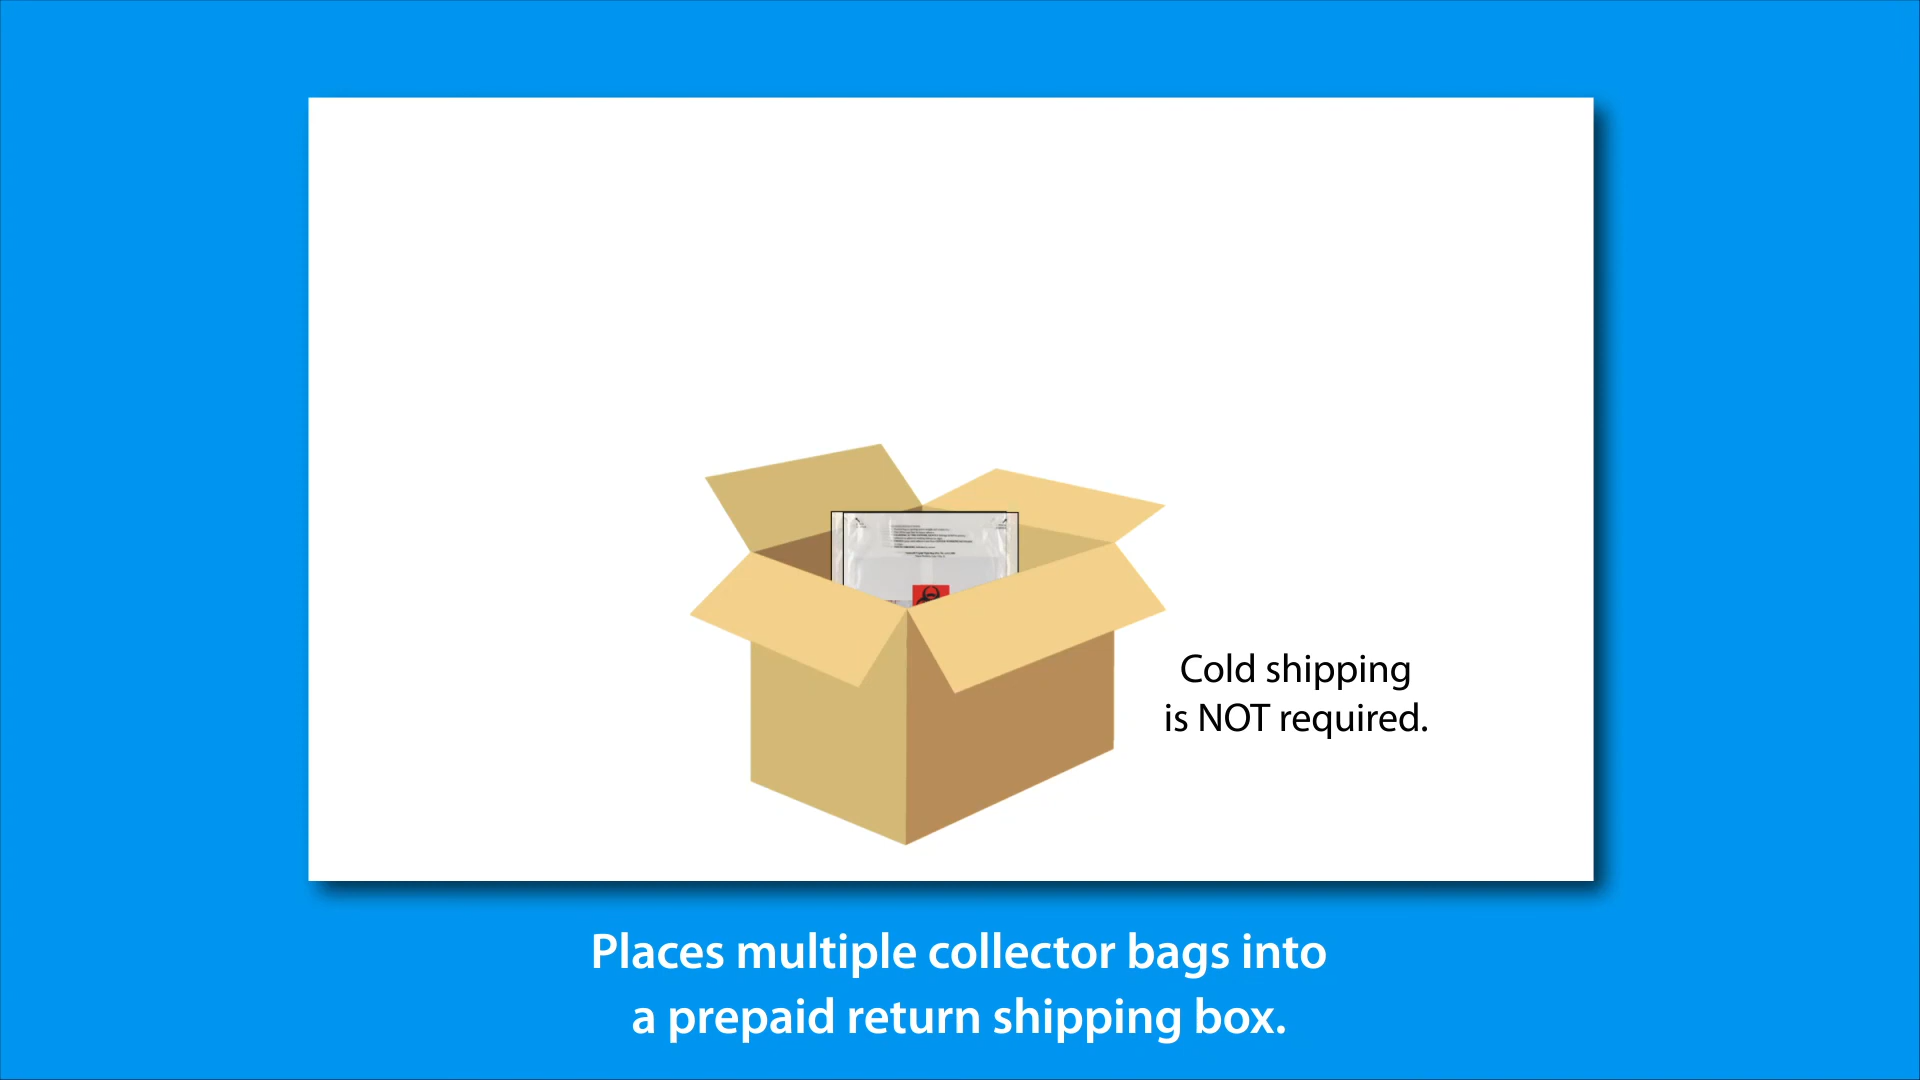 Cold shipping
is NOT required.
Places multiple collector bags into
a prepaid return shipping box.